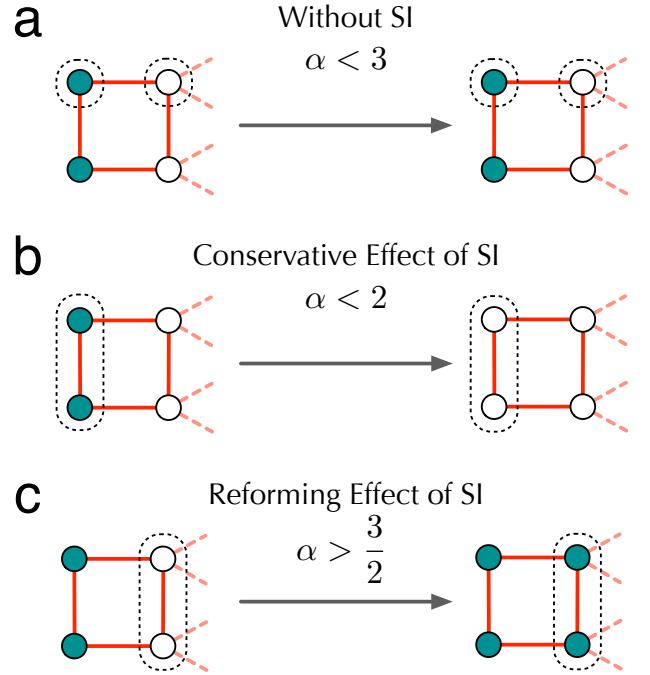 a
Without SI
α < 3
b
Conservative Effect of SI
α < 2
c
Reforming Effect of SI
α > 3/2